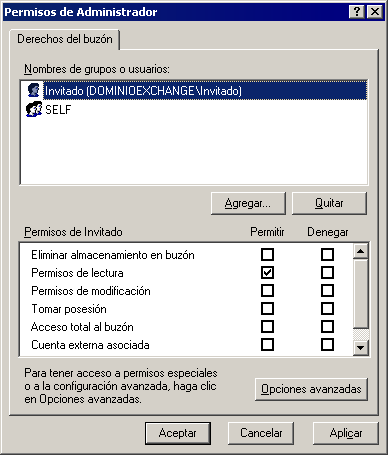 Permisos de Administrador
Derechos del buzón
Nombres de grupos o usuarios:
Invitado (DOMINIOEXCHANGE\Invitado)
SELF
Agregar...
Quitar
Permisos de Invitado Permitir Denegar
Eliminar almacenamiento en buzón
Permisos de lectura
Permisos de modificación
Tomar posesión
Acceso total al buzón
Cuenta externa asociada
Para tener acceso a permisos especiales
o a la configuración avanzada, haga clic
en Opciones avanzadas.
Opciones avanzadas
Aceptar
Cancelar
Aplicar